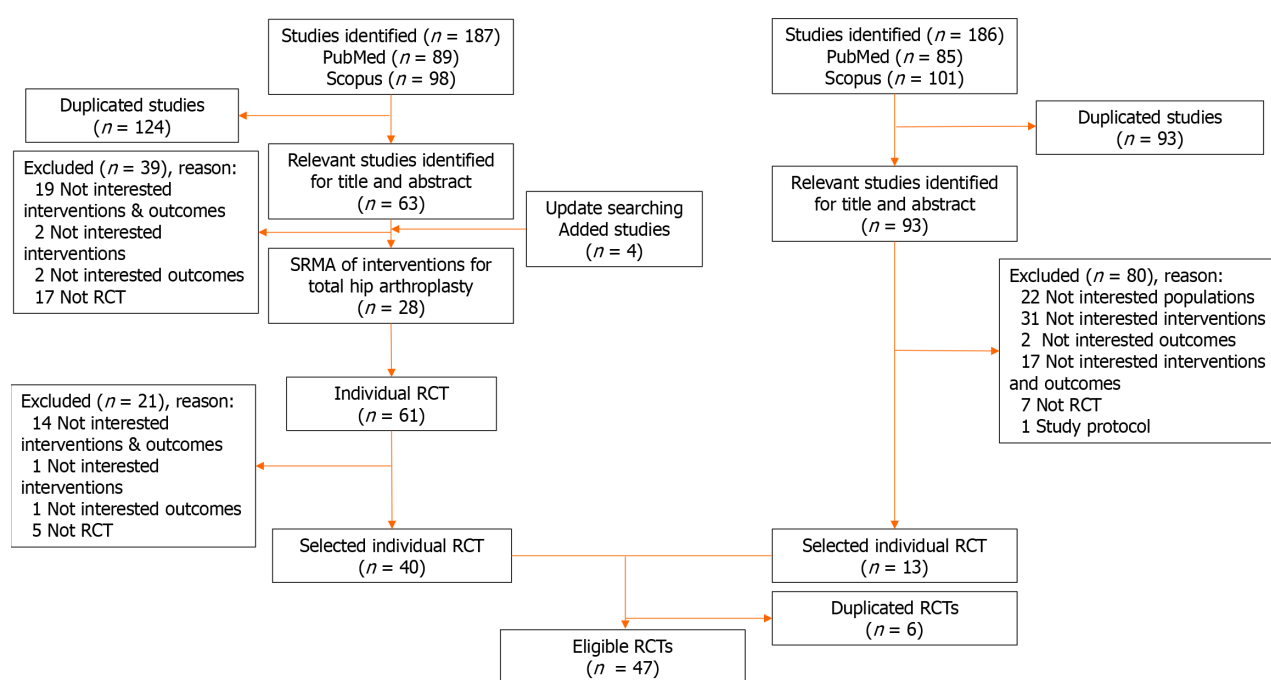 Studies identified (n = 187)
PubMed (n = 89)
Scopus (n = 98)
Duplicated studies
(n = 124)
Relevant studies identified
for title and abstract
(n = 63)
Excluded (n = 39), reason:
19 Not interested
interventions & outcomes
2 Not interested
interventions
2 Not interested outcomes
17 Not RCT
Update searching
Added studies
(n = 4)
SRMA of interventions for
total hip arthroplasty
(n = 28)
Individual RCT
(n = 61)
Excluded (n = 21), reason:
14 Not interested
interventions & outcomes
1 Not interested
interventions
1 Not interested outcomes
5 Not RCT
Selected individual RCT
(n = 40)
Studies identified (n = 186)
PubMed (n = 85)
Scopus (n = 101)
Duplicated studies
(n = 93)
Relevant studies identified
for title and abstract
(n = 93)
Excluded (n = 80), reason:
22 Not interested populations
31 Not interested interventions
2 Not interested outcomes
17 Not interested interventions
and outcomes
7 Not RCT
1 Study protocol
Selected individual RCT
(n = 13)
Duplicated RCTs
(n = 6)
Eligible RCTs
(n = 47)